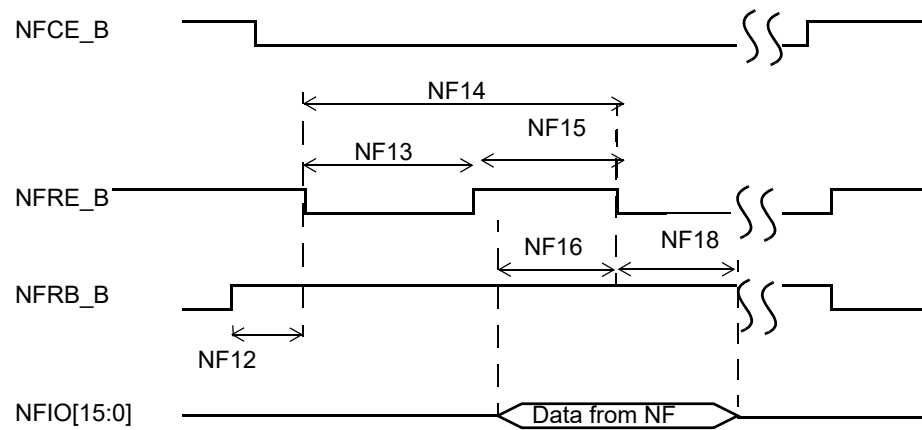 NFCE_B
NF14
NF15
NF13
NFRE_B
NF16
NF18
NFRB_B
NF12
NFIO[15:0]
Data from NF